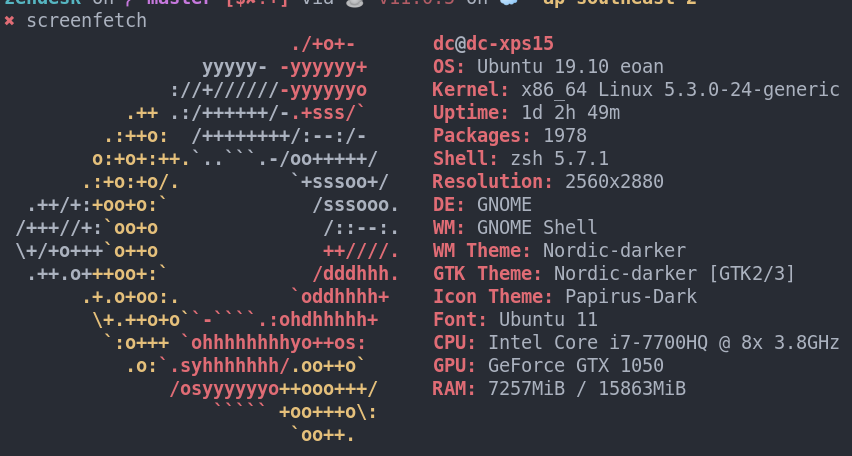 zendesk on master [$✖!+] via v11.0.5 on ap-southeast-2
✖ screenfetch
                          ./+o+-       dc@dc-xps15
                  yyyyy- -yyyyyy+      OS: Ubuntu 19.10 eoan
               ://+//////-yyyyyyo      Kernel: x86_64 Linux 5.3.0-24-generic
           .++ .:/++++++/-.+sss/`      Uptime: 1d 2h 49m
         .:++o:  /++++++++/:--:/-      Packages: 1978
        o:+o+:++.`..```.-/oo+++++/     Shell: zsh 5.7.1
       .:+o:+o/.          `+sssoo+/    Resolution: 2560x2880
  .++/+:+oo+o:`             /sssooo.   DE: GNOME
 /+++//+:`oo+o               /::--:.   WM: GNOME Shell
 \+/+o+++`o++o               ++////.   WM Theme: Nordic-darker
  .++.o+++oo+:`             /dddhhh.   GTK Theme: Nordic-darker [GTK2/3]
       .+.o+oo:.          `oddhhhh+    Icon Theme: Papirus-Dark
        \+.++o+o``-````.:ohdhhhhh+     Font: Ubuntu 11
         `:o+++ `ohhhhhhhhyo++os:      CPU: Intel Core i7-7700HQ @ 8x 3.8GHz
           .o:`.syhhhhhhh/.oo++o`      GPU: GeForce GTX 1050
               /osyyyyyyo++ooo+++/     RAM: 7257MiB / 15863MiB
                   ````` +oo+++o\:
                          `oo++.